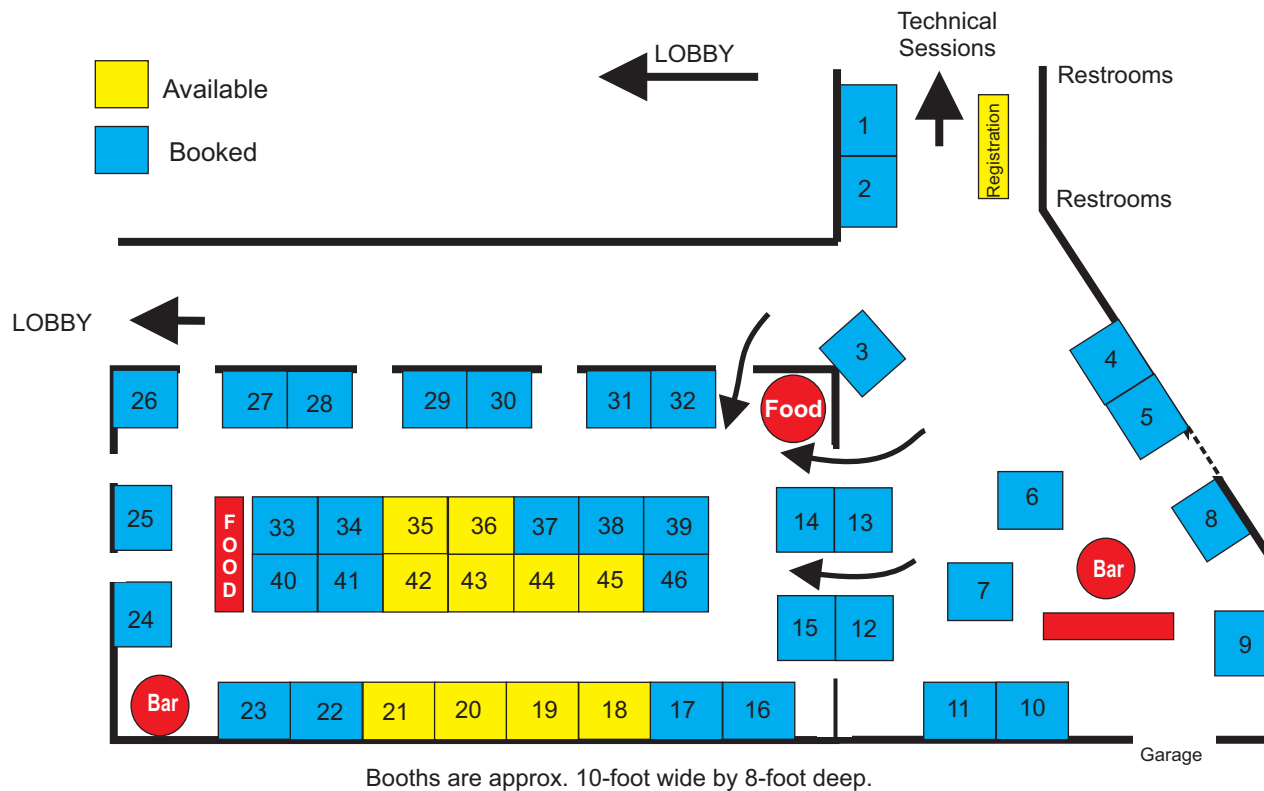 Technical
Sessions
LOBBY
Restrooms
Available
Booked
1
2
Registration
Restrooms
LOBBY
3
4
5
26
27 28
29 30
31 32
Food
6
8
25
FOOD
33 34 35 36 37 38 39
14 13
Bar
40 41 42 43 44 45 46
7
24
15 12
9
Bar
23 22 21 20 19 18 17 16
11 10
Garage
Booths are approx. 10-foot wide by 8-foot deep.